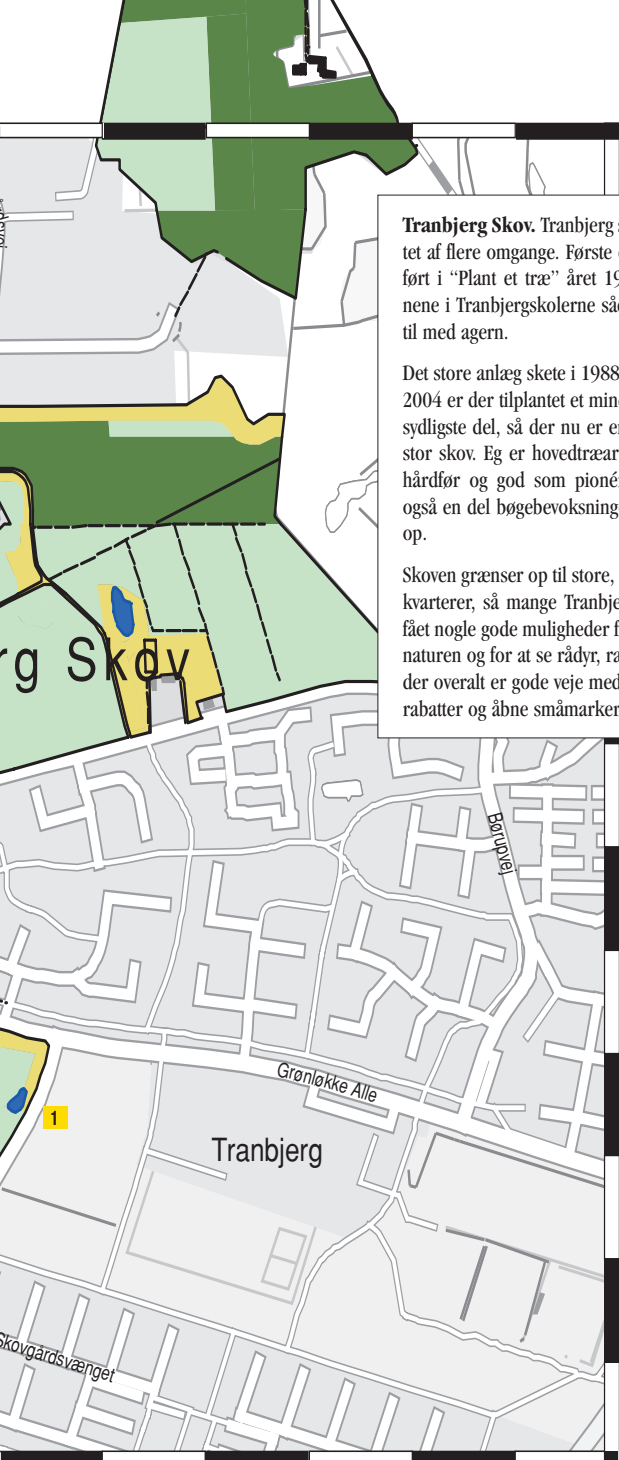 Tranbjerg Skov. Tranbjerg s
tet af flere omgange. Første
ført i “Plant et træ” året 19
nene i Tranbjergskolerne så
til med agern.
Det store anlæg skete i 1988
2004 er der tilplantet et min
sydligste del, så der nu er e
stor skov. Eg er hovedtræar
hårdfør og god som pioné
også en del bøgebevoksning
op.
Skoven grænser op til store,
kvarterer, så mange Tranbje
fået nogle gode muligheder f
naturen og for at se rådyr, ra
der overalt er gode veje med
rabatter og åbne småmarker
rg Skov
Børupvej
Grønløkke Alle
1
Tranbjerg
Skovgårdsvænget